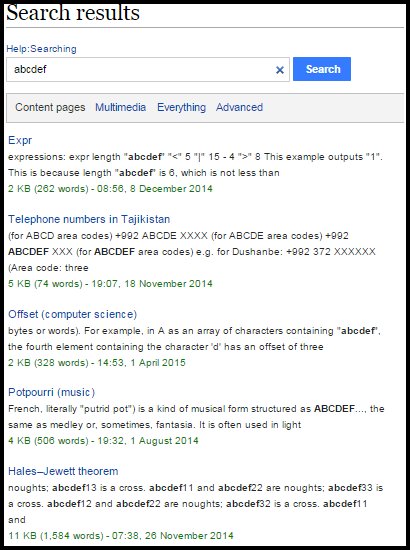 Search results
Help:Searching
abcdef × Search
Content pages Multimedia Everything Advanced
Expr
expressions: expr length "abcdef" "<" 5 "|" 15 - 4 ">" 8 This example outputs "1".
This is because length "abcdef" is 6, which is not less than
2 KB (262 words) - 08:56, 8 December 2014
Telephone numbers in Tajikistan
(for ABCD area codes) +992 ABCDE XXXX (for ABCDE area codes) +992
ABCDEF XXX (for ABCDEF area codes) e.g. for Dushanbe: +992 372 XXXXXX
(Area code: three
5 KB (74 words) - 19:07, 18 November 2014
Offset (computer science)
bytes or words). For example, in A as an array of characters containing "abcdef",
the fourth element containing the character 'd' has an offset of three
2 KB (328 words) - 14:53, 1 April 2015
Potpourri (music)
French, literally "putrid pot") is a kind of musical form structured as ABCDEF..., the
same as medley or, sometimes, fantasia. It is often used in light
4 KB (506 words) - 19:32, 1 August 2014
Hales–Jewett theorem
noughts; abcdef13 is a cross. abcdef11 and abcdef22 are noughts; abcdef33 is
a cross. abcdef12 and abcdef22 are noughts; abcdef32 is a cross. abcdef11
and
11 KB (1,584 words) - 07:38, 26 November 2014